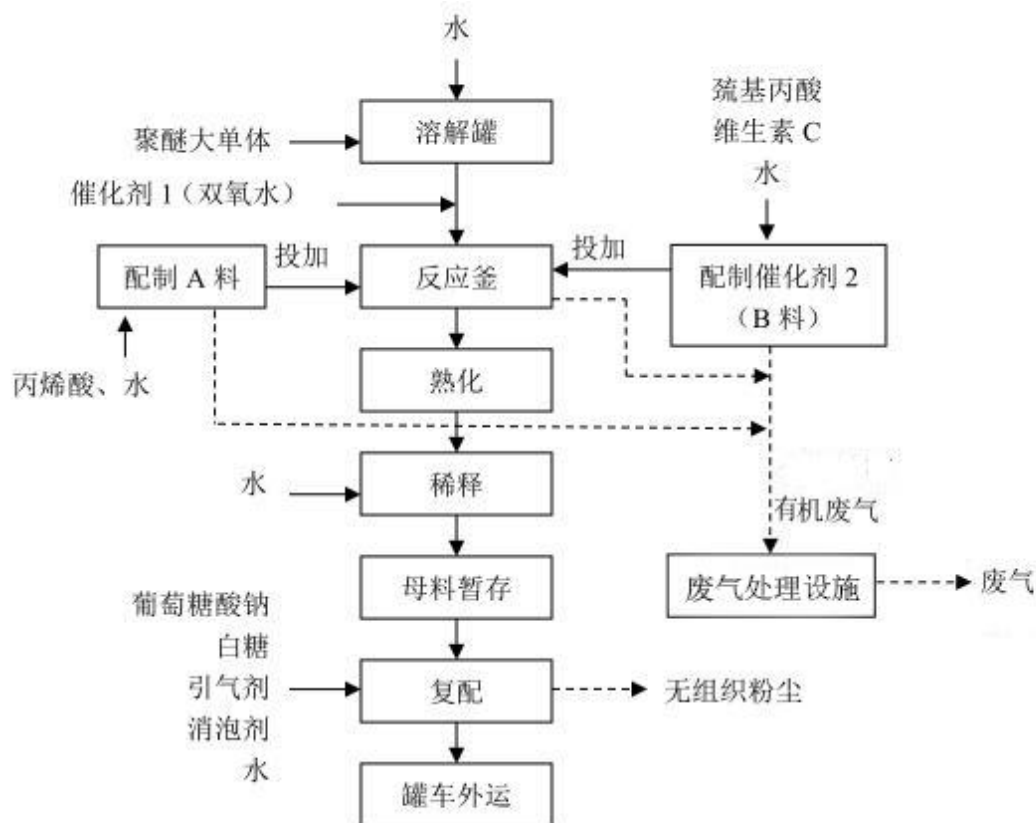 水
巯基丙酸
维生素 C
水
聚醚大单体
溶解罐
催化剂 1（双氧水）
配制 A 料
投加
反应釜
投加
配制催化剂 2
（B 料）
丙烯酸、水
熟化
水
稀释
有机废气
母料暂存
废气处理设施
废气
葡萄糖酸钠
白糖
引气剂
消泡剂
水
复配
无组织粉尘
罐车外运